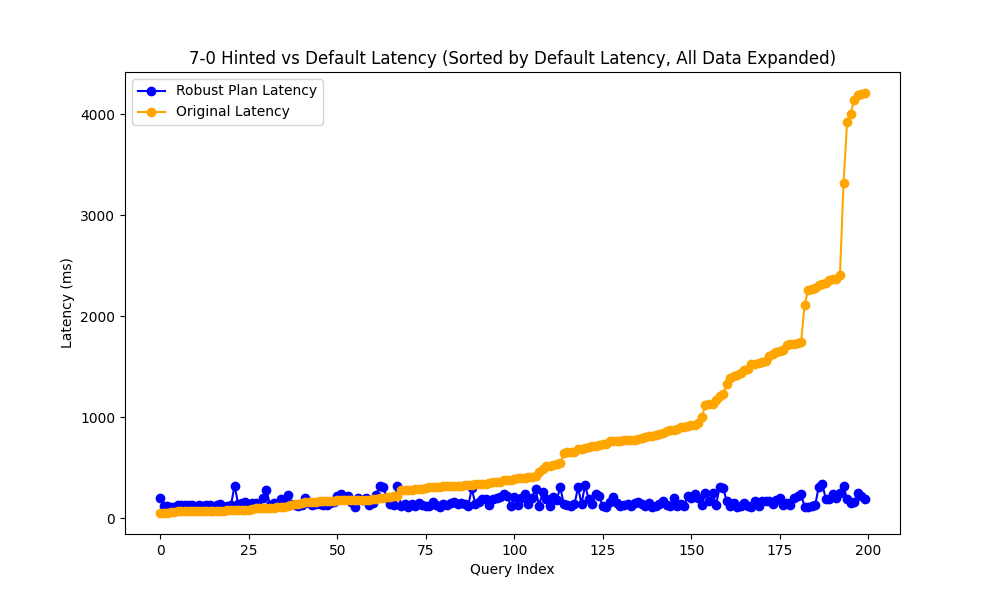 7-0 Hinted vs Default Latency (Sorted by Default Latency, All Data Expanded)
Robust Plan Latency
Original Latency
Latency (ms)
4000
3000
2000
1000
0
0 25 50 75 100 125 150 175 200
Query Index